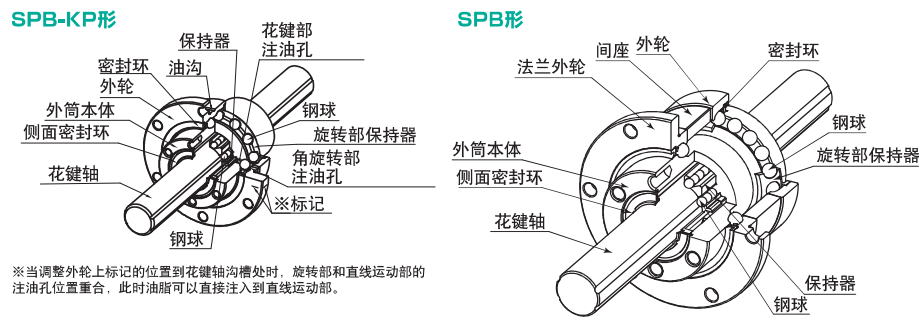 SPB-KP形
保持器
花键部
注油孔
密封环
油沟
外轮
外筒本体
侧面密封环
花键轴
钢球
旋转部保持器
角旋转部
注油孔
※标记
钢球
※当调整外轮上标记的位置到花键轴沟槽处时，旋转部和直线运动部的
注油孔位置重合，此时油脂可以直接注入到直线运动部。
SPB形
间座
外轮
密封环
法兰外轮
钢球
外筒本体
旋转部保持器
侧面密封环
花键轴
保持器
钢球